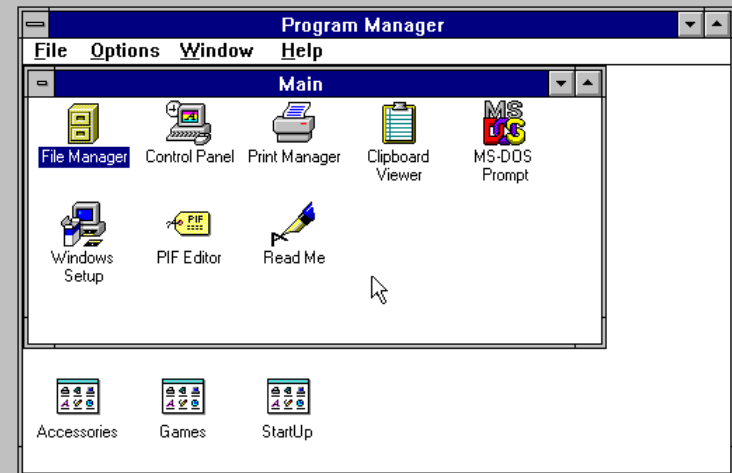 Program Manager
File Options Window Help
Main
File Manager Control Panel Print Manager Clipboard Viewer MS-DOS Prompt
Windows Setup PIF Editor Read Me
Accessories Games StartUp